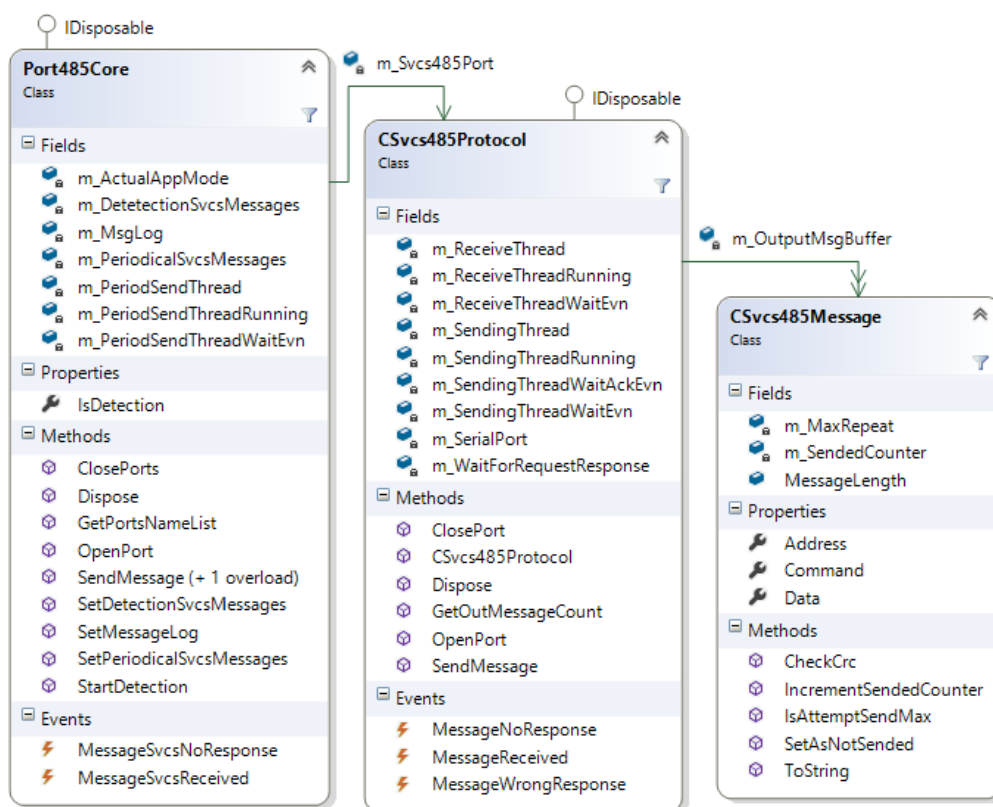 IDisposable
Port485Core
Class
Fields
m_ActualAppMode
m_DetetectionSvcsMessages
m_MsgLog
m_PeriodicalSvcsMessages
m_PeriodSendThread
m_PeriodSendThreadRunning
m_PeriodSendThreadWaitEvn
Properties
IsDetection
Methods
ClosePorts
Dispose
GetPortsNameList
OpenPort
SendMessage (+ 1 overload)
SetDetectionSvcsMessages
SetMessageLog
SetPeriodicalSvcsMessages
StartDetection
Events
MessageSvcsNoResponse
MessageSvcsReceived
m_Svcs485Port
IDisposable
CSvcs485Protocol
Class
Fields
m_ReceiveThread
m_ReceiveThreadRunning
m_ReceiveThreadWaitEvn
m_SendingThread
m_SendingThreadRunning
m_SendingThreadWaitAckEvn
m_SendingThreadWaitEvn
m_SerialPort
m_WaitForRequestResponse
Methods
ClosePort
CSvcs485Protocol
Dispose
GetOutMessageCount
OpenPort
SendMessage
Events
MessageNoResponse
MessageReceived
MessageWrongResponse
m_OutputMsgBuffer
CSvcs485Message
Class
Fields
m_MaxRepeat
m_SendedCounter
MessageLength
Properties
Address
Command
Data
Methods
CheckCrc
IncrementSendedCounter
IsAttemptSendMax
SetAsNotSended
ToString